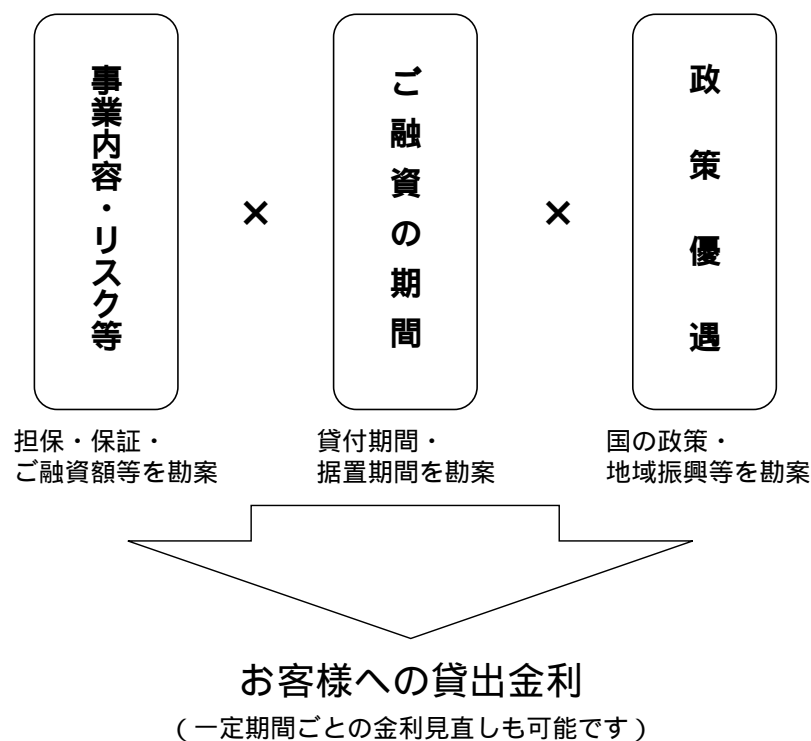 事業内容・リスク等
×
ご融資の期間
×
政策優遇
担保・保証・
ご融資額等を勘案
貸付期間・
据置期間を勘案
国の政策・
地域振興等を勘案
お客様への貸出金利
(一定期間ごとの金利見直しも可能です)